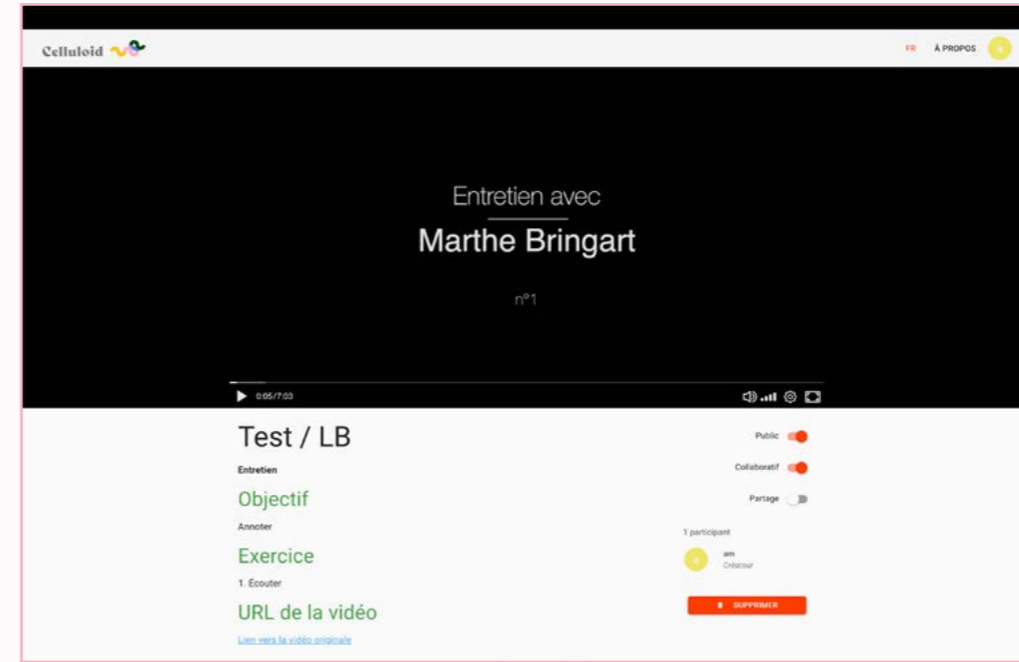 Celluloid
FR À PROPOS a
Entretien avec
Marthe Bringart
n°1
0:05/7:03
Test / LB
Entretien
Objectif
Annoter
Exercice
1. Écouter
URL de la vidéo
Lien vers la vidéo originale
Public
Collaboratif
Partage
1 participant
a
am
Créateur
SUPPRIMER